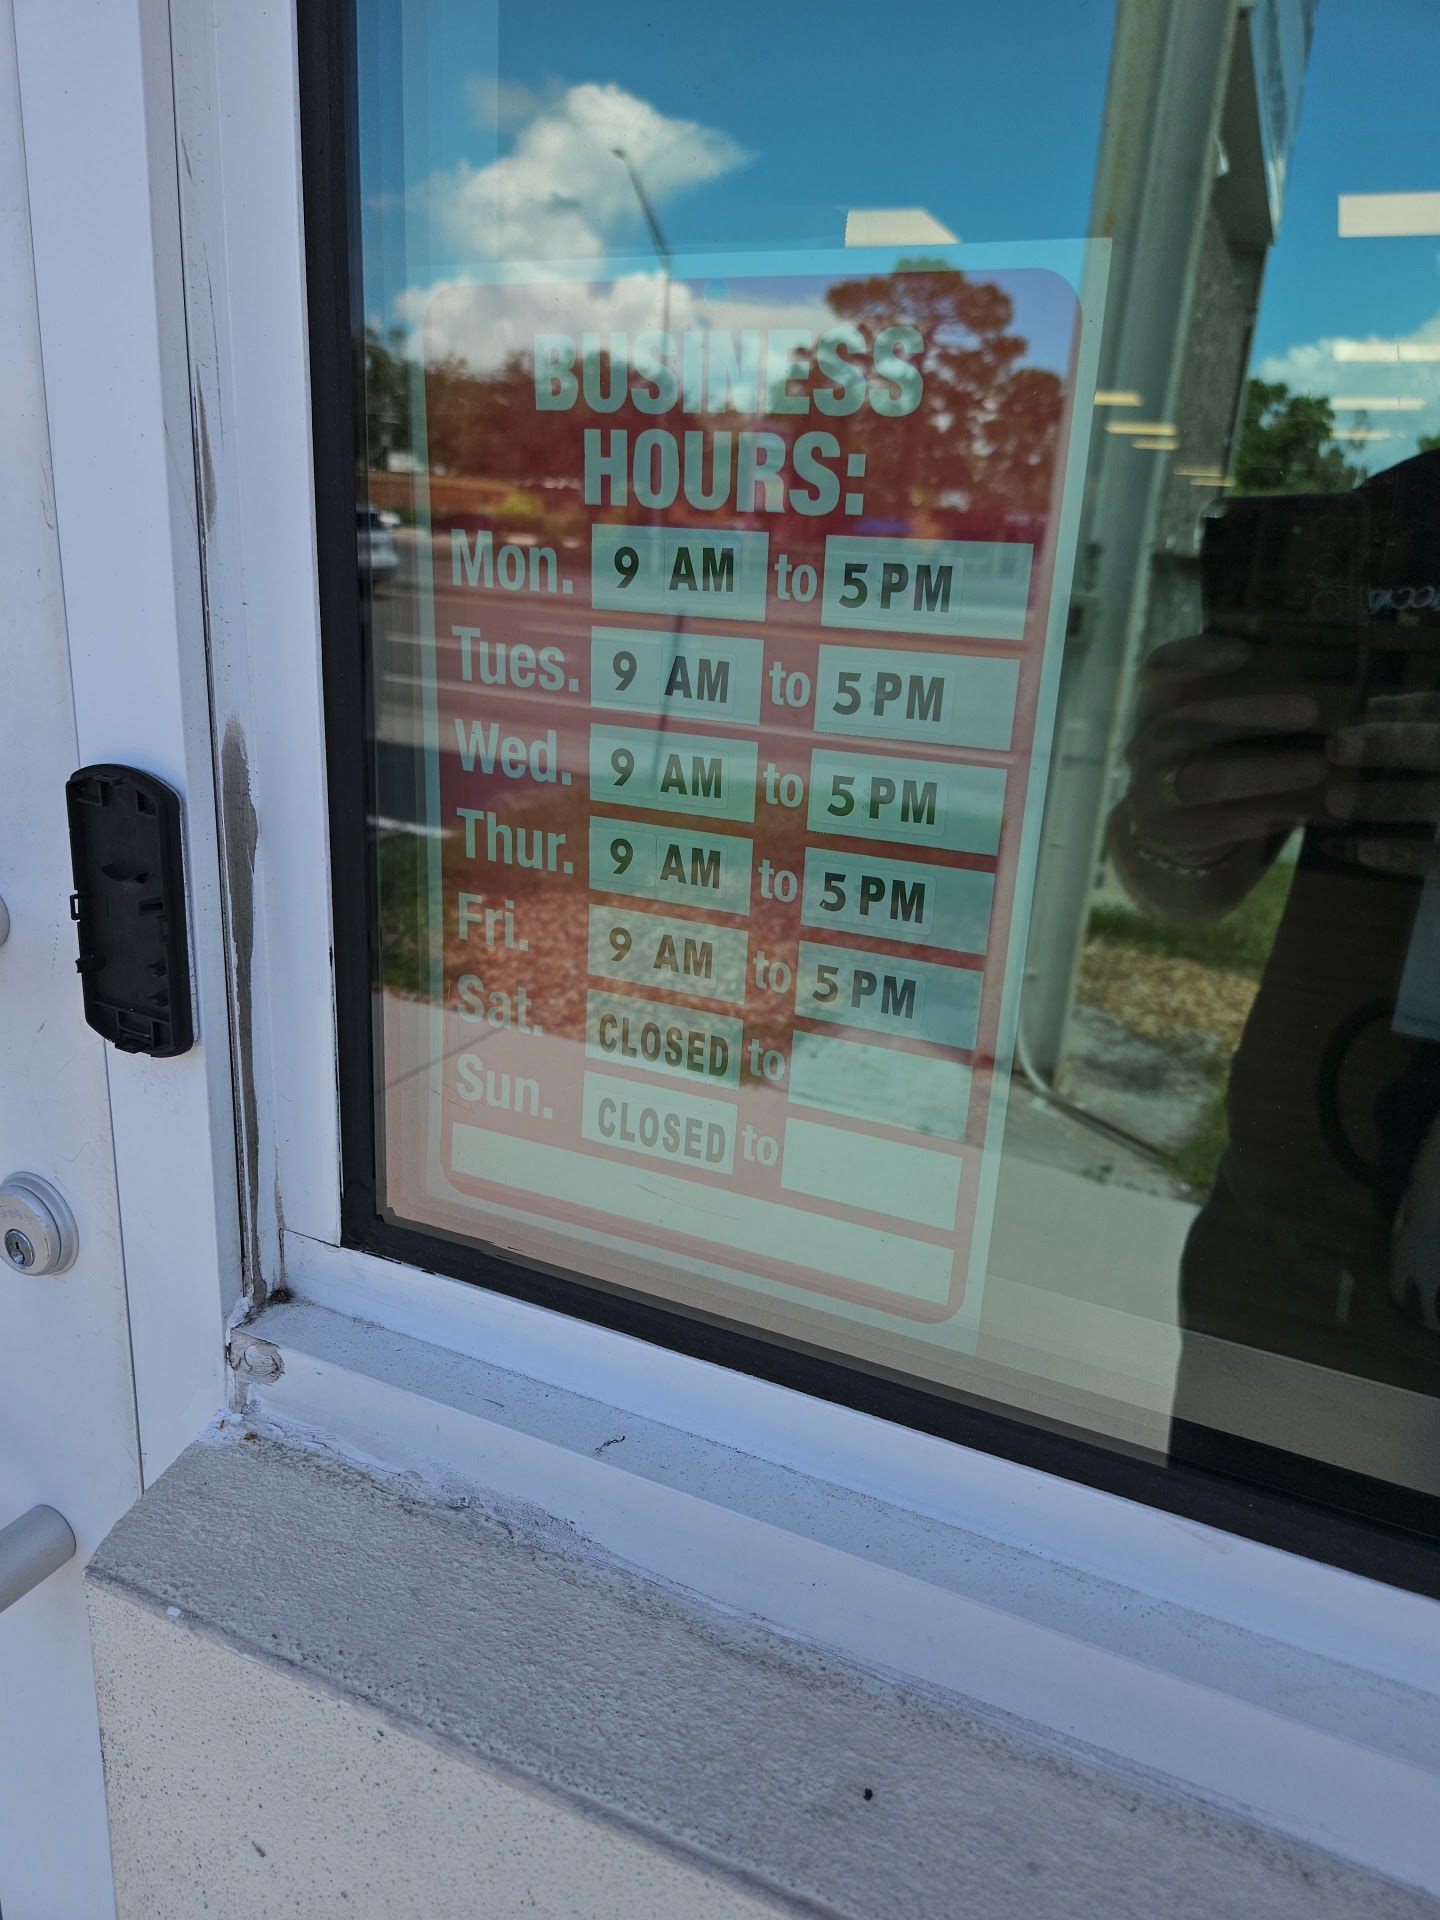 BUSINESS
HOURS:
Mon. 9 AM to 5 PM
Tues. 9 AM to 5 PM
Wed. 9 AM to 5 PM
Thur. 9 AM to 5 PM
Fri. 9 AM to 5 PM
Sat. CLOSED to
Sun. CLOSED to